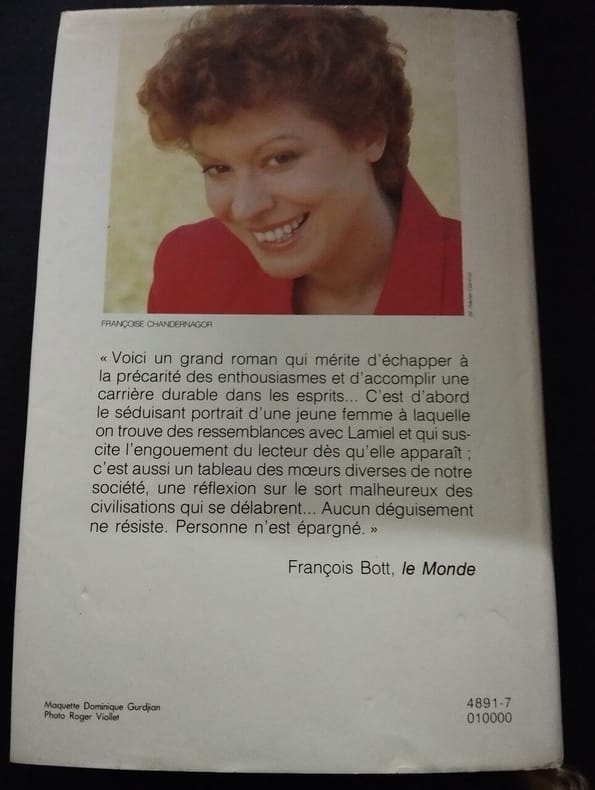 FRANÇOISE CHANDERNAGOR
« Voici un grand roman qui mérite d'échapper à
la précarité des enthousiasmes et d'accomplir une
carrière durable dans les esprits... C'est d'abord
le séduisant portrait d'une jeune femme à laquelle
on trouve des ressemblances avec Lamiel et qui sus-
cite l'engouement du lecteur dès qu'elle apparaît ;
c'est aussi un tableau des mœurs diverses de notre
société, une réflexion sur le sort malheureux des
civilisations qui se délabrent... Aucun déguisement
ne résiste. Personne n'est épargné. »
François Bott, le Monde
Maquette Dominique Gurdjian
Photo Roger Viollet
4891-7
010000